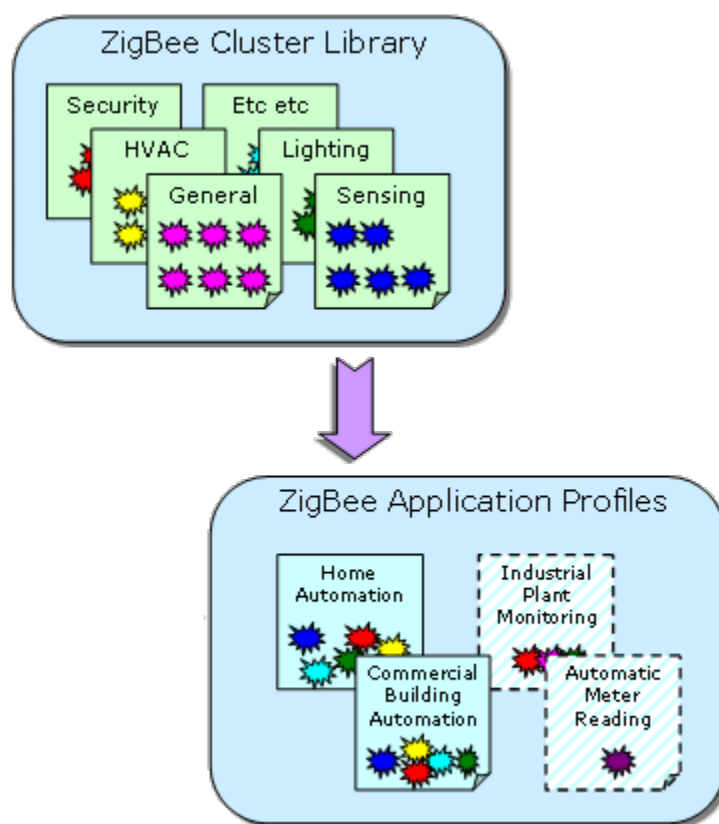 ZigBee Cluster Library
Security
Etc etc
HVAC
Lighting
General
Sensing
ZigBee Application Profiles
Home
Automation
Industrial
Plant
Monitoring
Commercial
Building
Automation
Automatic
Meter
Reading